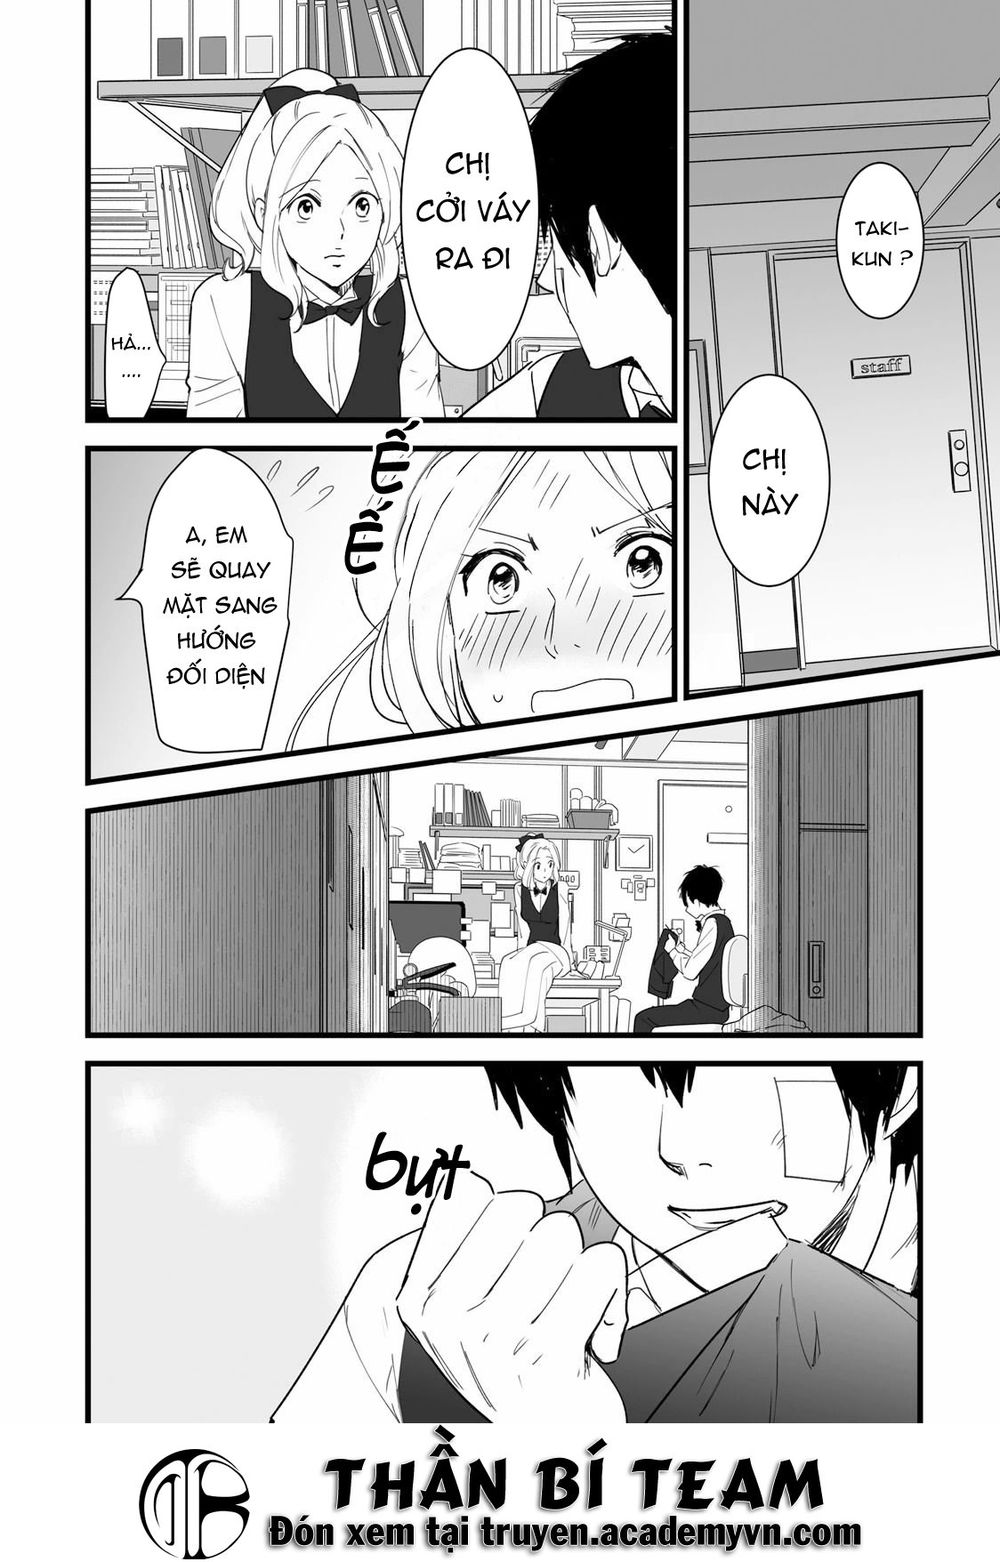 TAKI-
KUN ?
staff
CHỊ
NÀY
CHỊ
CỞI VÁY
RA ĐI
HẢ...
....
Ế
Ế
Ế
A, EM
SẼ QUAY
MẶT SANG
HƯỚNG
ĐỐI DIỆN
bụt
THẦN BÍ TEAM
Đón xem tại truyen.academyvn.com